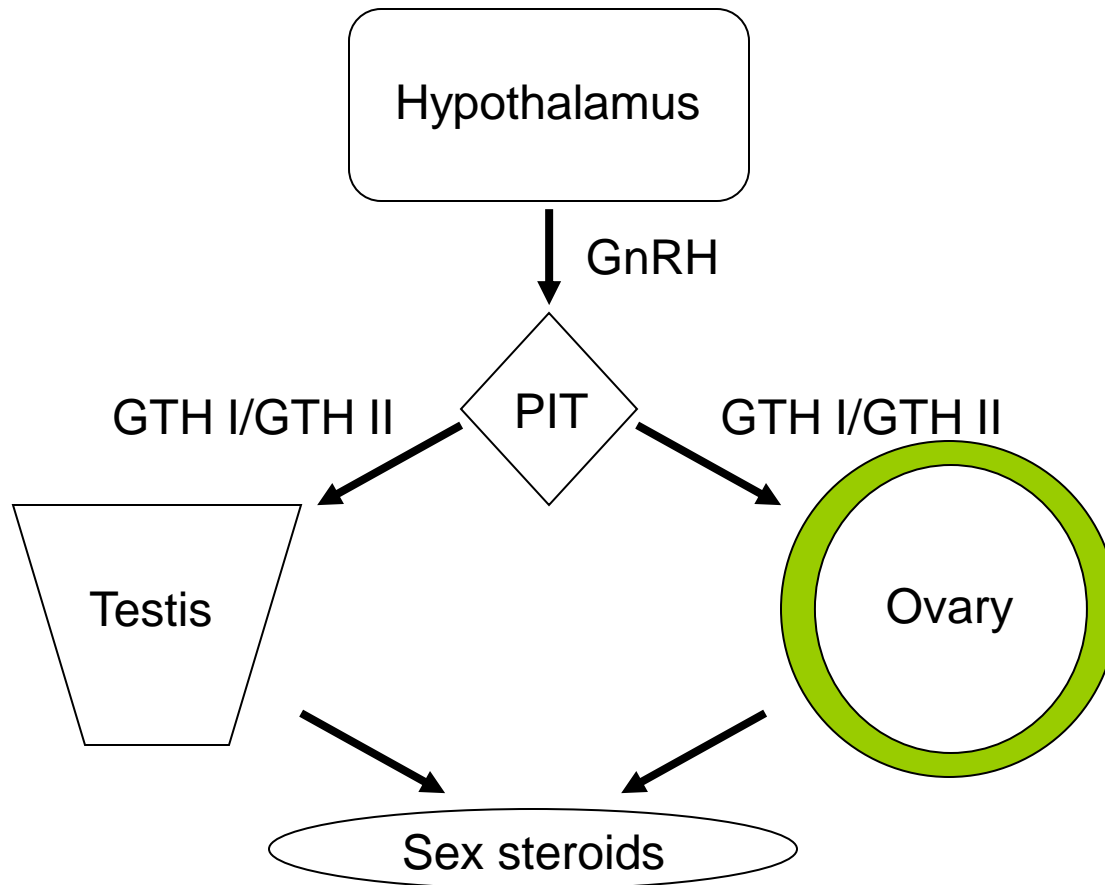 Hypothalamus
GnRH
PIT
GTH I/GTH II
GTH I/GTH II
Testis
Ovary
Sex steroids